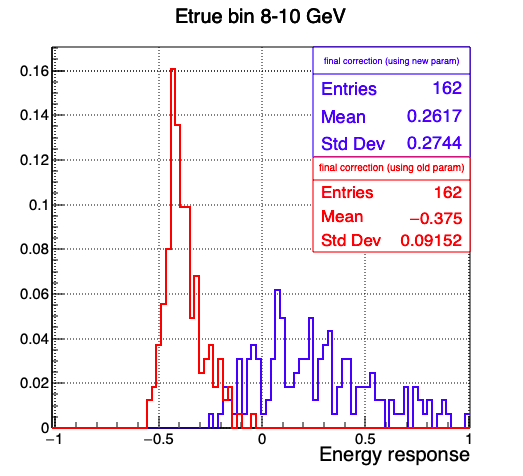 Etrue bin 8-10 GeV
final correction (using new param)
Entries 162
Mean 0.2617
Std Dev 0.2744
final correction (using old param)
Entries 162
Mean −0.375
Std Dev 0.09152
0.16
0.14
0.12
0.1
0.08
0.06
0.04
0.02
0
−1 −0.5 0 0.5 1
Energy response